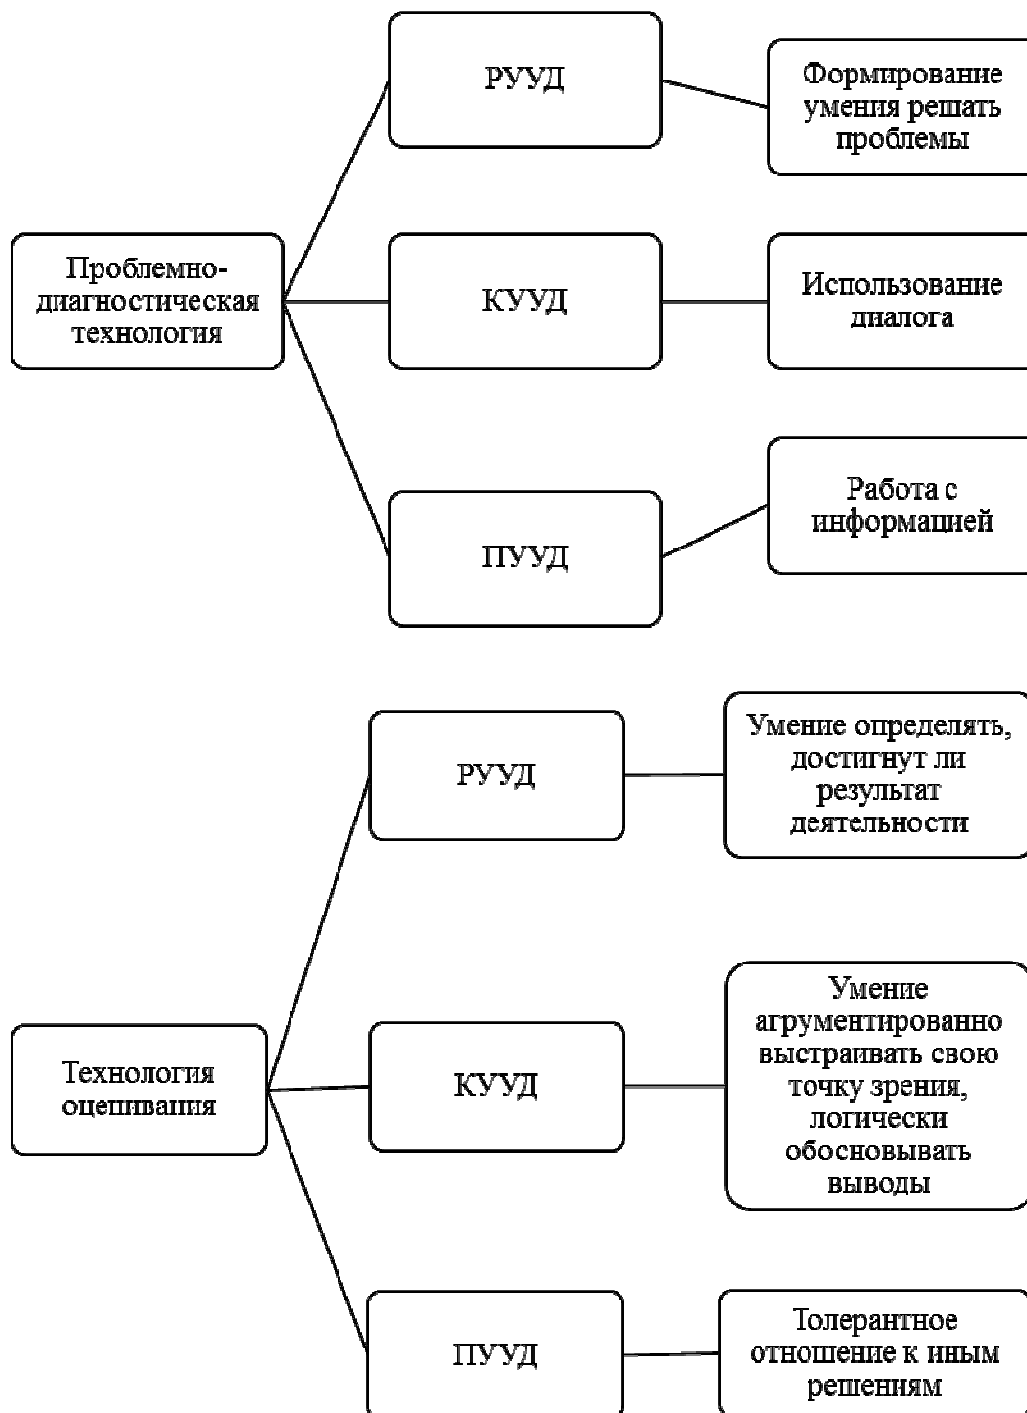 РУУД
Формирование
умения решать
проблемы
Проблемно-
диагностическая
технология
КУУД
Использование
диалога
ПУУД
Работа с
информацией
РУУД
Умение определять,
достигнут ли
результат
деятельности
Технология
оценивания
КУУД
Умение
агрументированно
выстраивать свою
точку зрения,
логически
обосновывать
выводы
ПУУД
Толерантное
отношение к иным
решениям